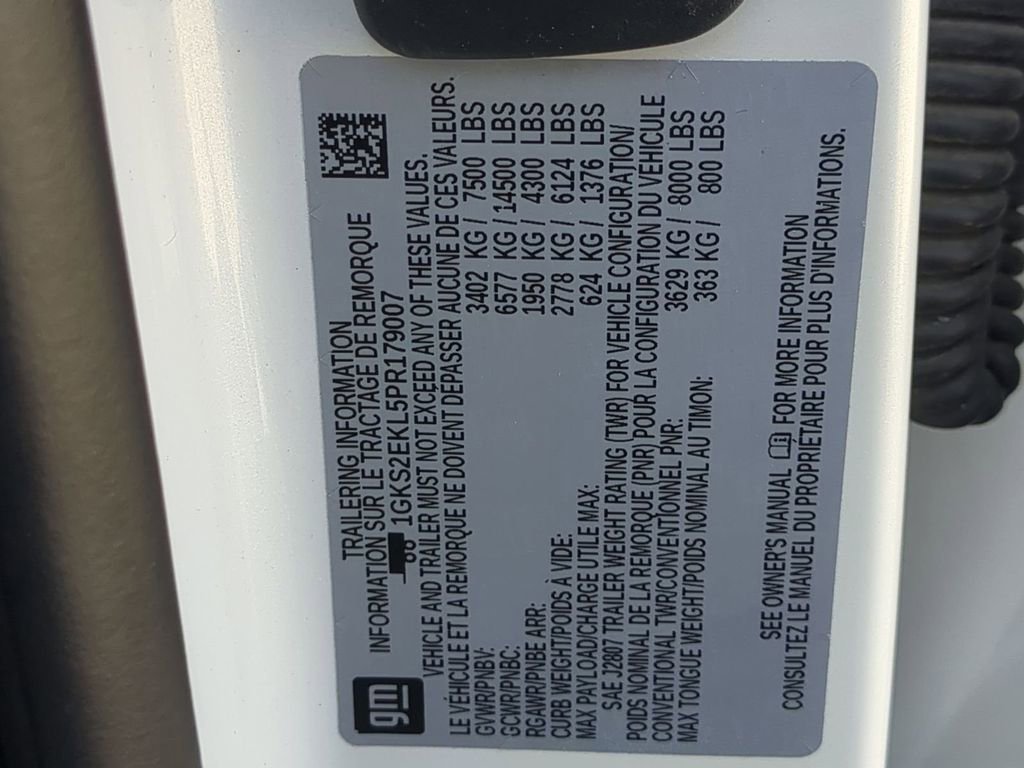 gm
TRAILERING INFORMATION
INFORMATION SUR LE TRACTAGE DE REMORQUE
1GKS2EKL5PR179007
VEHICLE AND TRAILER MUST NOT EXCEED ANY OF THESE VALUES.
LE VÉHICULE ET LA REMORQUE NE DOIVENT DÉPASSER AUCUNE DE CES VALEURS.
GVWR/PNBV: 3402 KG / 7500 LBS
GCWR/PNBC: 6577 KG / 14500 LBS
RGAWR/PNBE ARR: 1950 KG / 4300 LBS
CURB WEIGHT/POIDS À VIDE: 2778 KG / 6124 LBS
MAX PAYLOAD/CHARGE UTILE MAX: 624 KG / 1376 LBS
SAE J2807 TRAILER WEIGHT RATING (TWR) FOR VEHICLE CONFIGURATION/
POIDS NOMINAL DE LA REMORQUE (PNR) POUR LA CONFIGURATION DU VÉHICULE
CONVENTIONAL TWR/CONVENTIONNEL PNR: 3629 KG / 8000 LBS
MAX TONGUE WEIGHT/POIDS NOMINAL AU TIMON: 363 KG / 800 LBS
SEE OWNER'S MANUAL FOR MORE INFORMATION
CONSULTEZ LE MANUEL DU PROPRIÉTAIRE POUR PLUS D'INFORMATIONS.